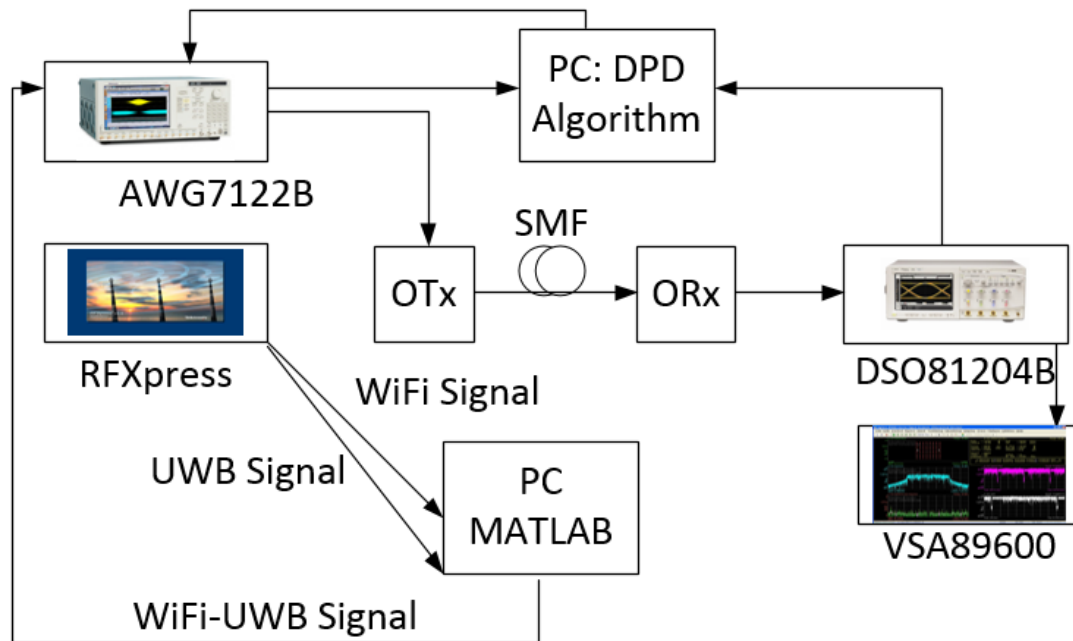 PC: DPD
Algorithm
AWG7122B
SMF
OTx
ORx
RFXpress
DSO81204B
WiFi Signal
UWB Signal
PC
MATLAB
VSA89600
WiFi-UWB Signal